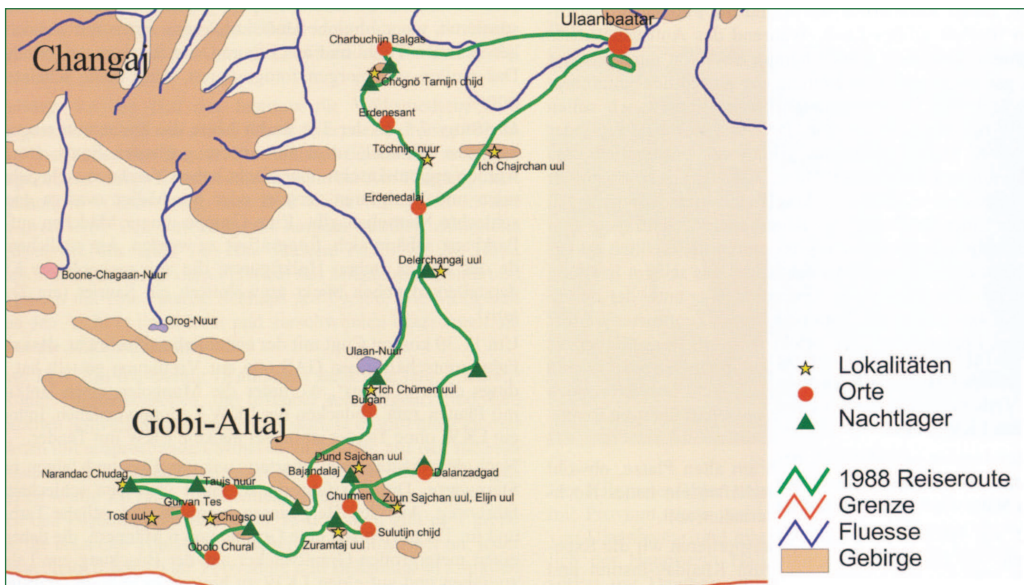 Ulaanbaatar
Charbuchijn Balgas
Changaj
Chögnö Tarnijn chijd
Erdenesant
Töchnijn nuur
Ich Chajrchan uul
Erdenedalaj
Delerchangaj uul
Boone-Chagaan-Nuur
Orog-Nuur
Ulaan-Nuur
Ich Chümen uul
Bulgan
Gobi-Altaj
Dund Sajchan uul
Narandac Chudag
Taujs nuur
Bajandalaj
Dalanzadgad
Gurvan Tes
Churmen
Zuun Sajchan uul, Elijn uul
Tost uul
Chugso uul
Oboto Chural
Zuramtaj uul
Sulutijn chijd
Lokalitäten
Orte
Nachtlager
1988 Reiseroute
Grenze
Fluesse
Gebirge